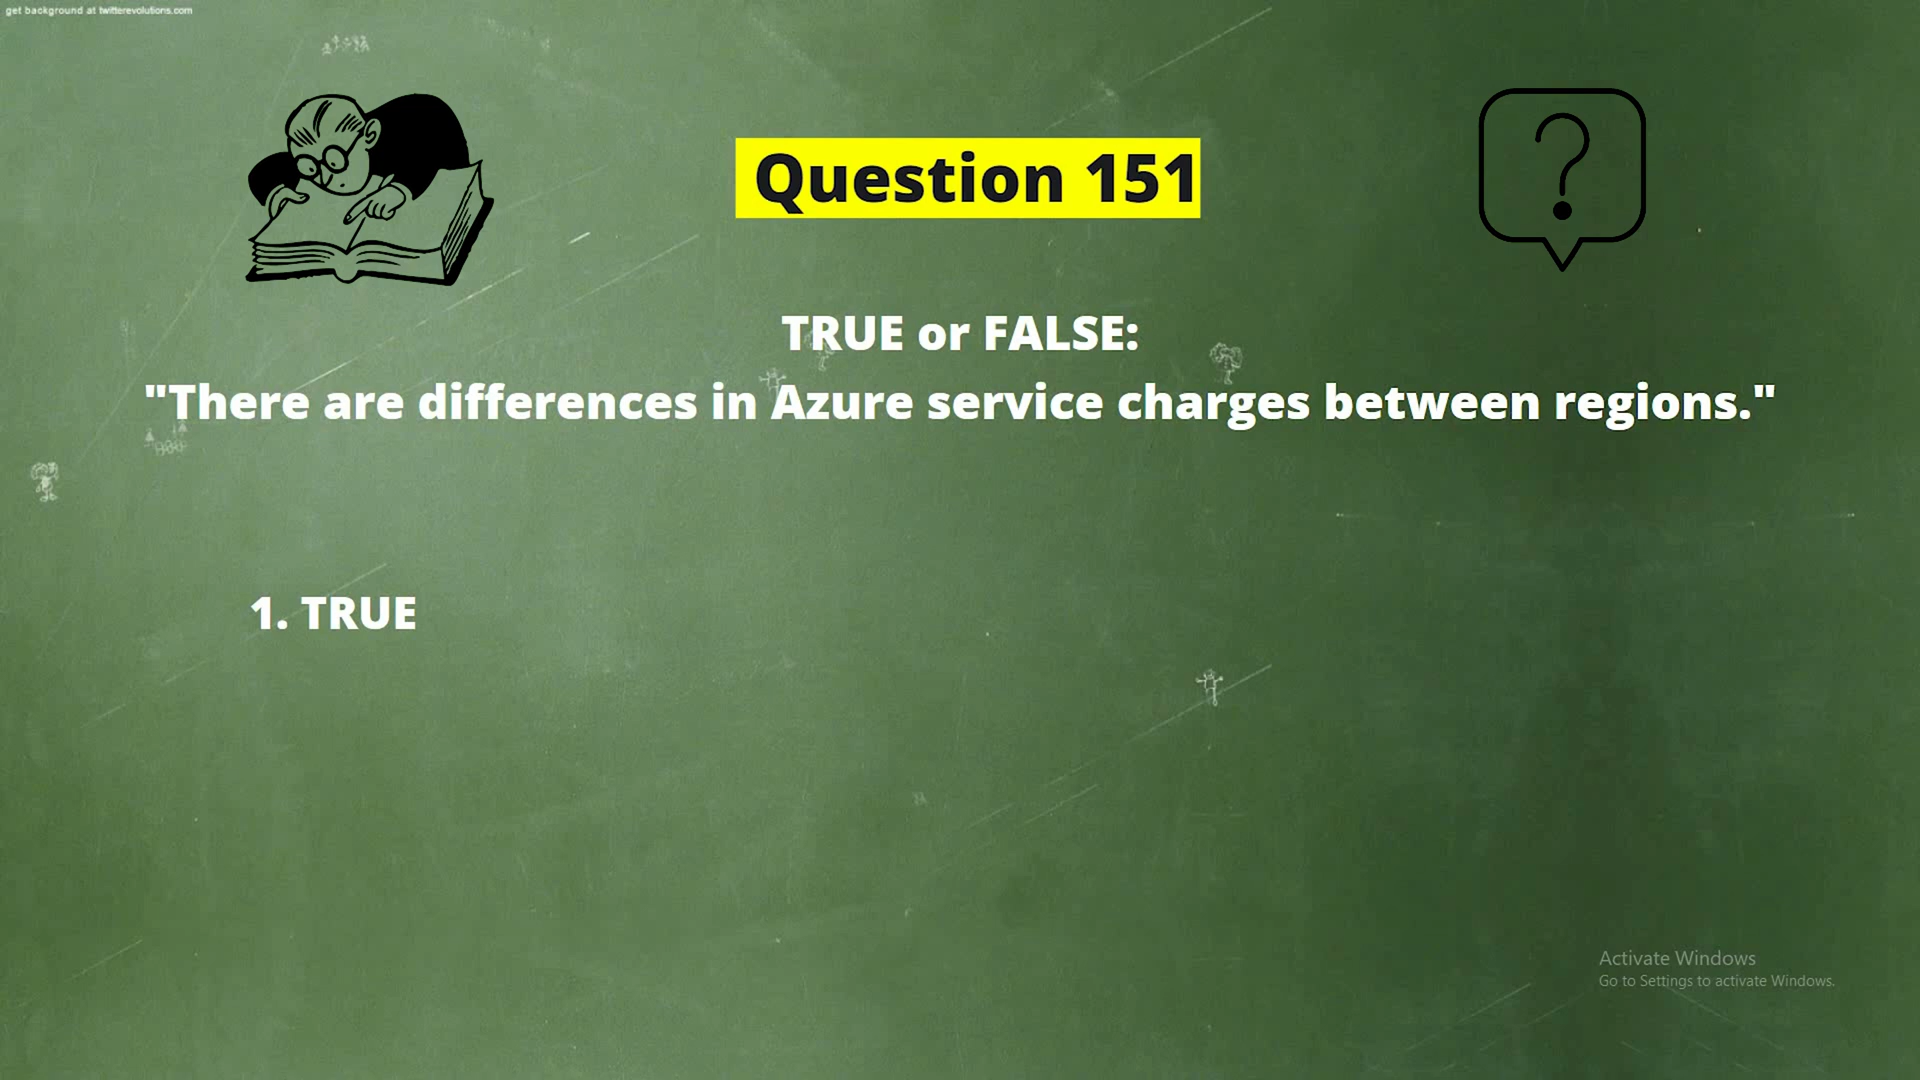 get background at twitterevolutions.com
Question 151
TRUE or FALSE:
"There are differences in Azure service charges between regions."
1. TRUE
Activate Windows
Go to Settings to activate Windows.